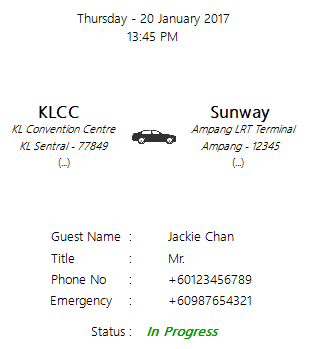 Thursday - 20 January 2017
13:45 PM
KLCC
KL Convention Centre
KL Sentral - 77849
(...)
Sunway
Ampang LRT Terminal
Ampang - 12345
(...)
Guest Name : Jackie Chan
Title : Mr.
Phone No : +60123456789
Emergency : +60987654321
Status : In Progress